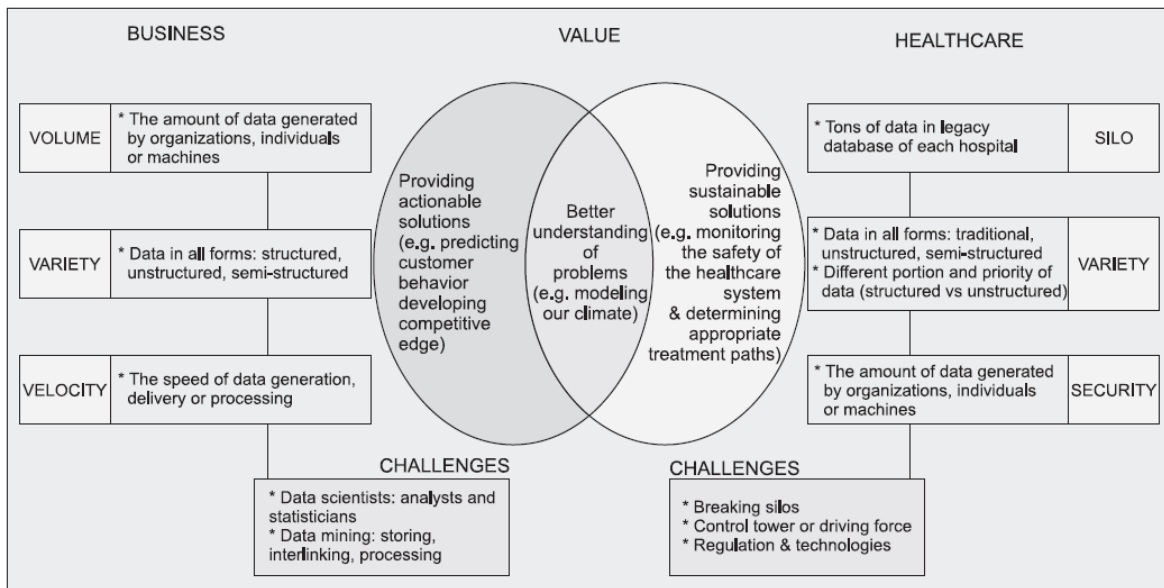 BUSINESS
VALUE
HEALTHCARE
VOLUME
* The amount of data generated
by organizations, individuals
or machines
VARIETY
* Data in all forms: structured,
unstructured, semi-structured
VELOCITY
* The speed of data generation,
delivery or processing
Providing
actionable
solutions
(e.g. predicting
customer
behavior
developing
competitive
edge)
Better
understanding
of
problems
(e.g. modeling
our climate)
Providing
sustainable
solutions
(e.g. monitoring
the safety of
the healthcare
system
& determining
appropriate
treatment paths)
* Tons of data in legacy
database of each hospital
SILO
* Data in all forms: traditional,
unstructured, semi-structured
* Different portion and priority of
data (structured vs unstructured)
VARIETY
* The amount of data generated
by organizations, individuals
or machines
SECURITY
CHALLENGES
* Data scientists: analysts and
statisticians
* Data mining: storing,
interlinking, processing
CHALLENGES
* Breaking silos
* Control tower or driving force
* Regulation & technologies